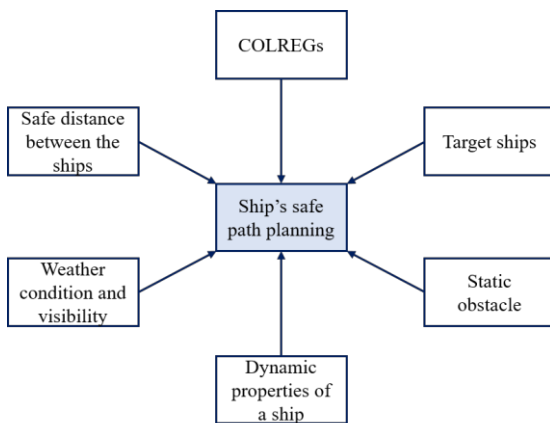 COLREGs
Safe distance
between the
ships
Target ships
Ship's safe
path planning
Weather
condition and
visibility
Static
obstacle
Dynamic
properties of
a ship